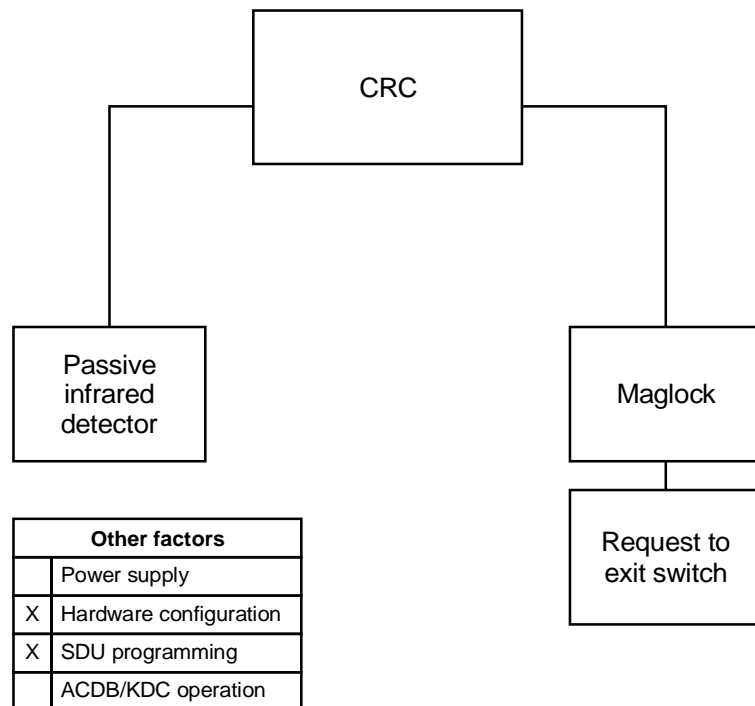 CRC
Passive
infrared
detector
Maglock
Request to
exit switch
Other factors
Power supply
X Hardware configuration
X SDU programming
ACDB/KDC operation